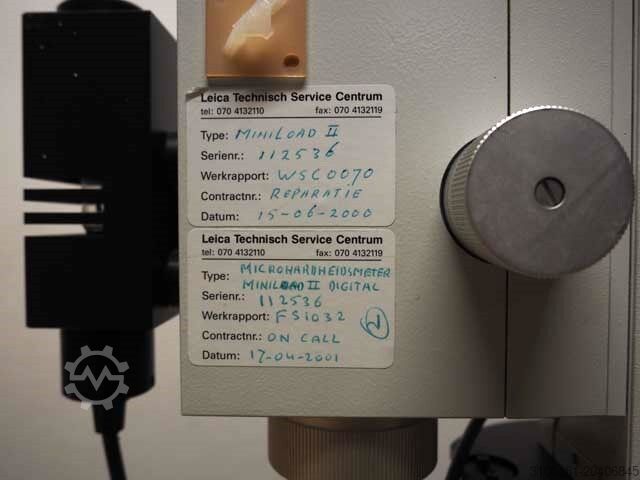 Leica Technisch Service Centrum
tel: 070 4132110 fax: 070 4132119
Type: MINILOAD II
Serienr.: 112536
Werkrapport: WSC0070
Contractnr.: REPARATIE
Datum: 15-06-2000
Leica Technisch Service Centrum
tel: 070 4132110 fax: 070 4132119
Type: MICROHARDHEIDSMETER
MINILOAD II DIGITAL
Serienr.: 112536
Werkrapport: FS1032
Contractnr.: ON CALL
Datum: 17-04-2001